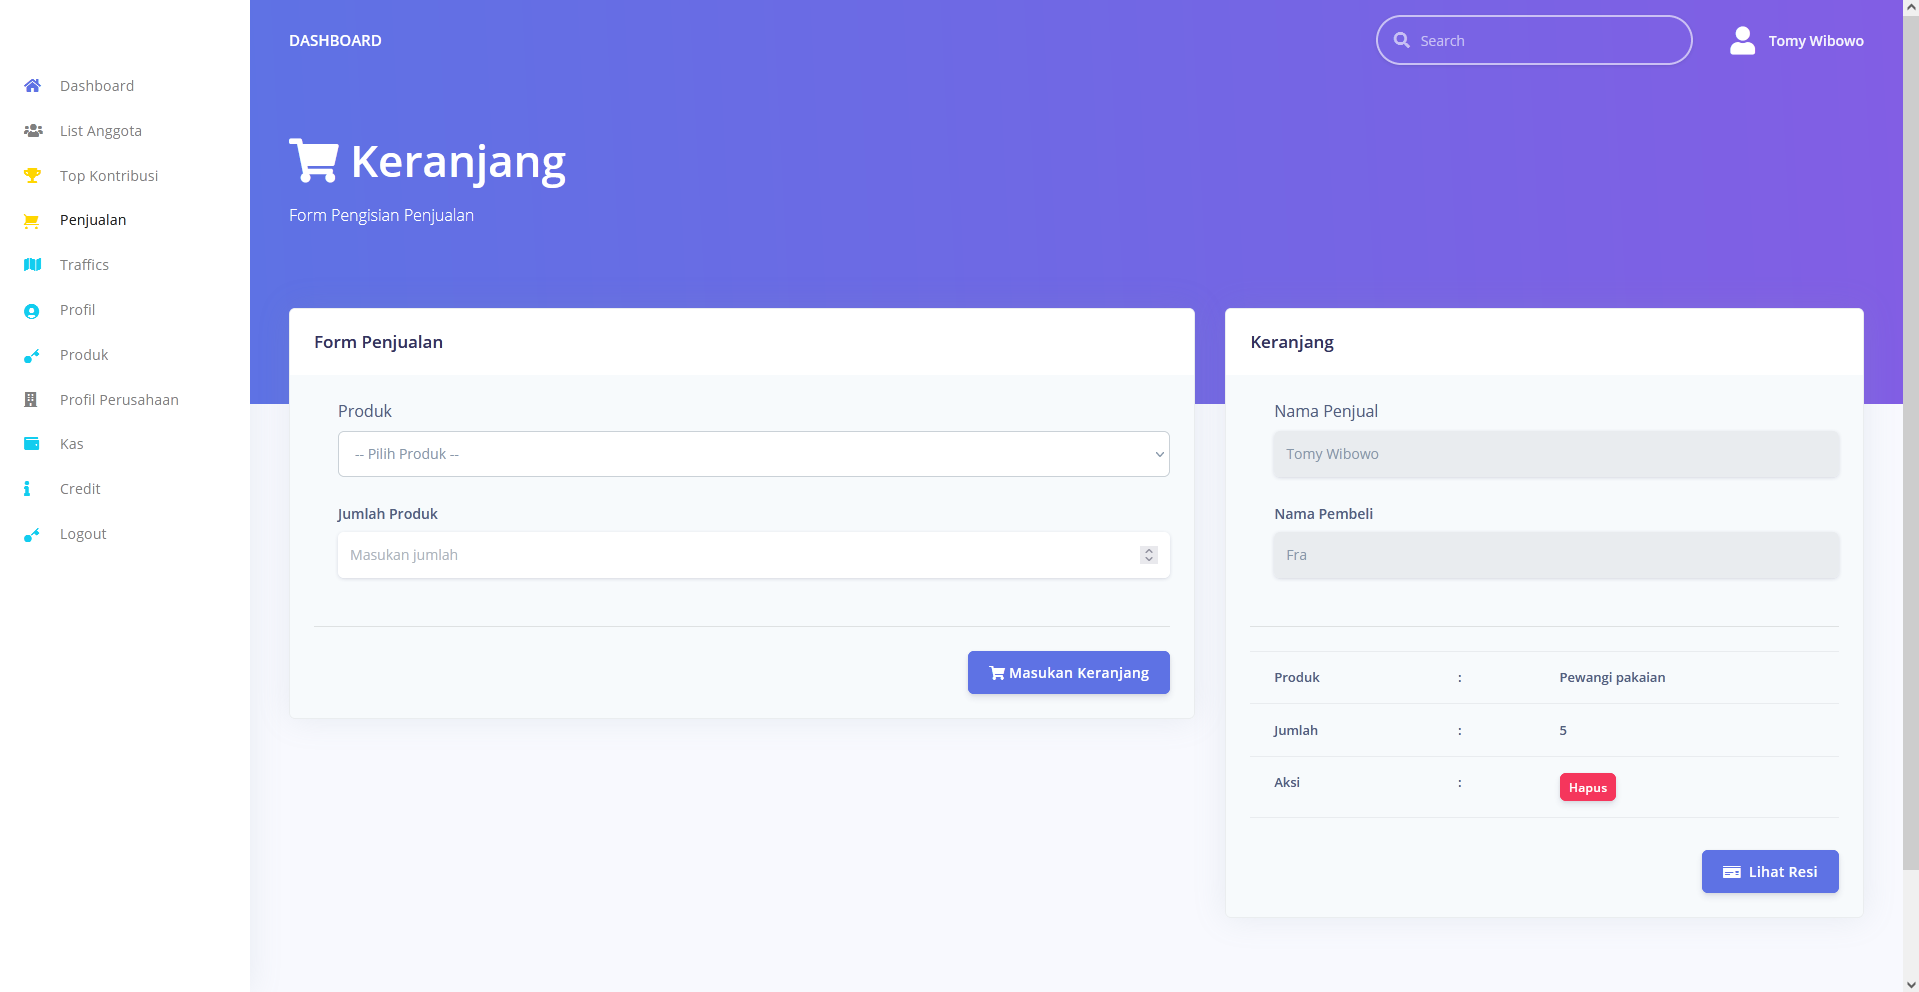 DASHBOARD
Search
Tomy Wibowo
Dashboard
List Anggota
Top Kontribusi
Penjualan
Traffics
Profil
Produk
Profil Perusahaan
Kas
Credit
Logout
Keranjang
Form Pengisian Penjualan
Form Penjualan
Produk
-- Pilih Produk --
Jumlah Produk
Masukan jumlah
Masukan Keranjang
Keranjang
Nama Penjual
Tomy Wibowo
Nama Pembeli
Fra
Produk : Pewangi pakaian
Jumlah : 5
Aksi : Hapus
Lihat Resi